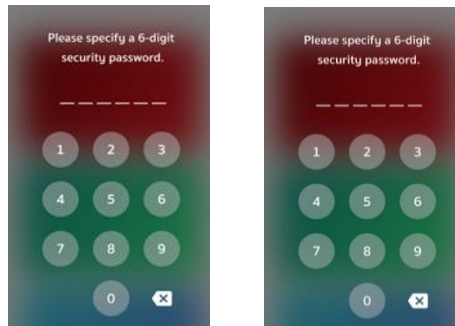 Please specify a 6-digit
security password.
1 2 3
4 5 6
7 8 9
0
Please specify a 6-digit
security password.
1 2 3
4 5 6
7 8 9
0